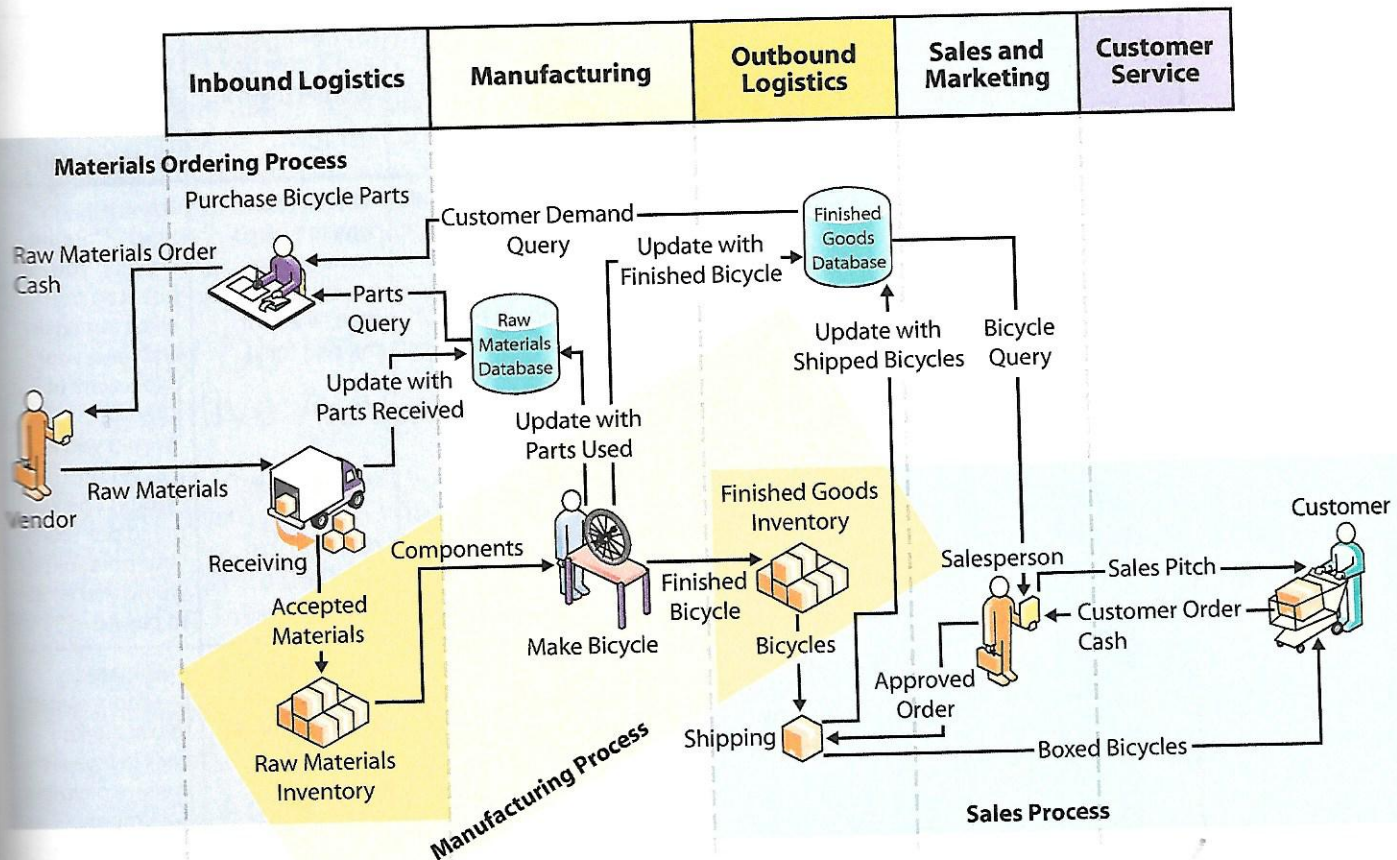 Inbound Logistics
Manufacturing
Outbound
Logistics
Sales and
Marketing
Customer
Service
Materials Ordering Process
Purchase Bicycle Parts
Raw Materials Order
Cash
Customer Demand
Query
Update with
Finished Bicycle
Finished
Goods
Database
Parts
Query
Raw
Materials
Database
Update with
Shipped Bicycles
Bicycle
Query
Update with
Parts Received
Update with
Parts Used
Raw Materials
Vendor
Receiving
Components
Finished Goods
Inventory
Customer
Salesperson
Sales Pitch
Accepted
Materials
Finished
Bicycle
Customer Order
Cash
Make Bicycle
Bicycles
Approved
Order
Shipping
Boxed Bicycles
Raw Materials
Inventory
Manufacturing Process
Sales Process